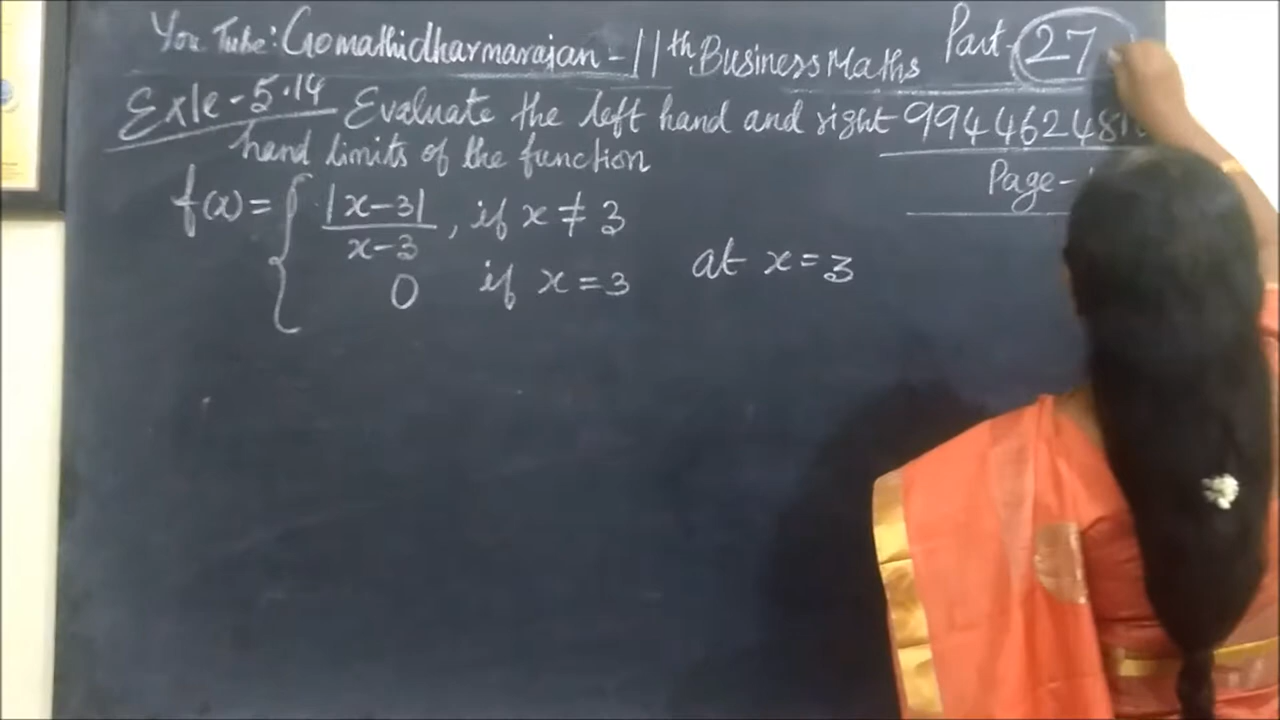 You Tube: Gomathidharmarajan - 11th Business Maths Part - 27
Ex/e - 5.14 Evaluate the left hand and right
hand limits of the function
99446248
Page -
f(x) = { |x-3| / x-3 , if x ≠ 3
0 if x = 3 at x = 3